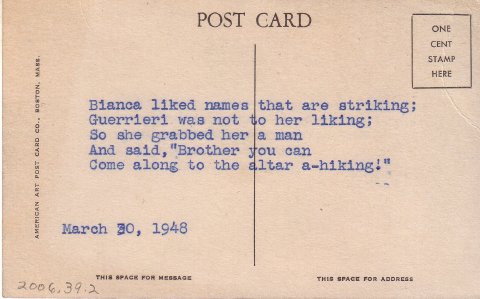 POST CARD
ONE
CENT
STAMP
HERE
AMERICAN ART POST CARD CO., BOSTON, MASS.
Bianca liked names that are striking;
Guerrieri was not to her liking;
So she grabbed her a man
And said,"Brother you can
Come along to the altar a-hiking!"
March 30, 1948
THIS SPACE FOR MESSAGE
THIS SPACE FOR ADDRESS
2006.39.2